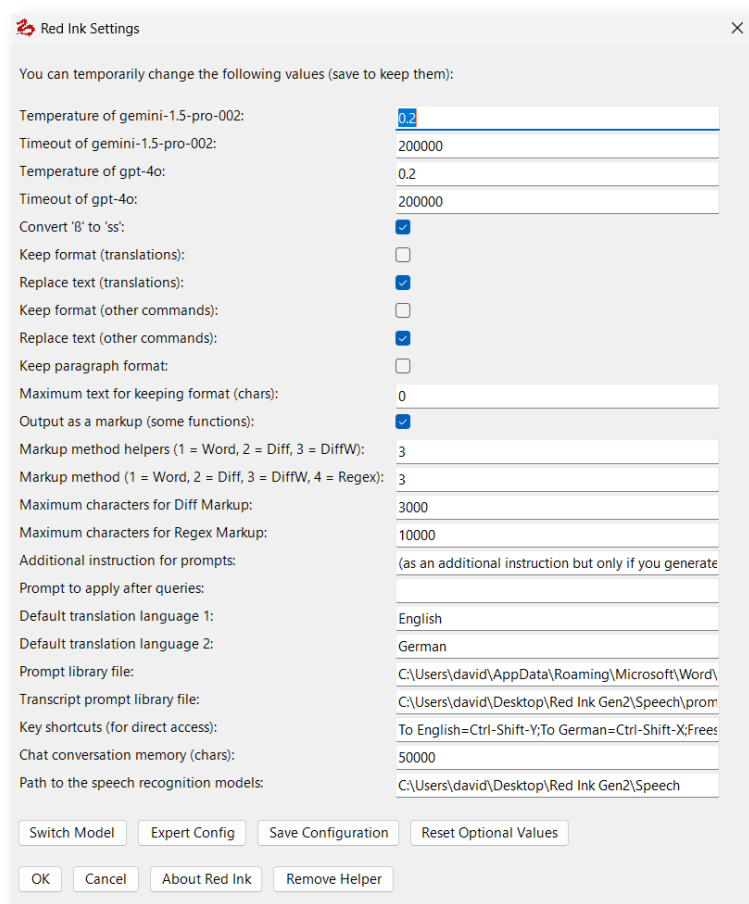 Red Ink Settings
You can temporarily change the following values (save to keep them):
Temperature of gemini-1.5-pro-002: 0.2
Timeout of gemini-1.5-pro-002: 200000
Temperature of gpt-4o: 0.2
Timeout of gpt-4o: 200000
Convert 'ß' to 'ss':
Keep format (translations):
Replace text (translations):
Keep format (other commands):
Replace text (other commands):
Keep paragraph format:
Maximum text for keeping format (chars): 0
Output as a markup (some functions):
Markup method helpers (1 = Word, 2 = Diff, 3 = DiffW): 3
Markup method (1 = Word, 2 = Diff, 3 = DiffW, 4 = Regex): 3
Maximum characters for Diff Markup: 3000
Maximum characters for Regex Markup: 10000
Additional instruction for prompts: (as an additional instruction but only if you generate
Prompt to apply after queries:
Default translation language 1: English
Default translation language 2: German
Prompt library file: C:\Users\david\AppData\Roaming\Microsoft\Word\
Transcript prompt library file: C:\Users\david\Desktop\Red Ink Gen2\Speech\prom
Key shortcuts (for direct access): To English=Ctrl-Shift-Y;To German=Ctrl-Shift-X;Frees
Chat conversation memory (chars): 50000
Path to the speech recognition models: C:\Users\david\Desktop\Red Ink Gen2\Speech
Switch Model Expert Config Save Configuration Reset Optional Values
OK Cancel About Red Ink Remove Helper